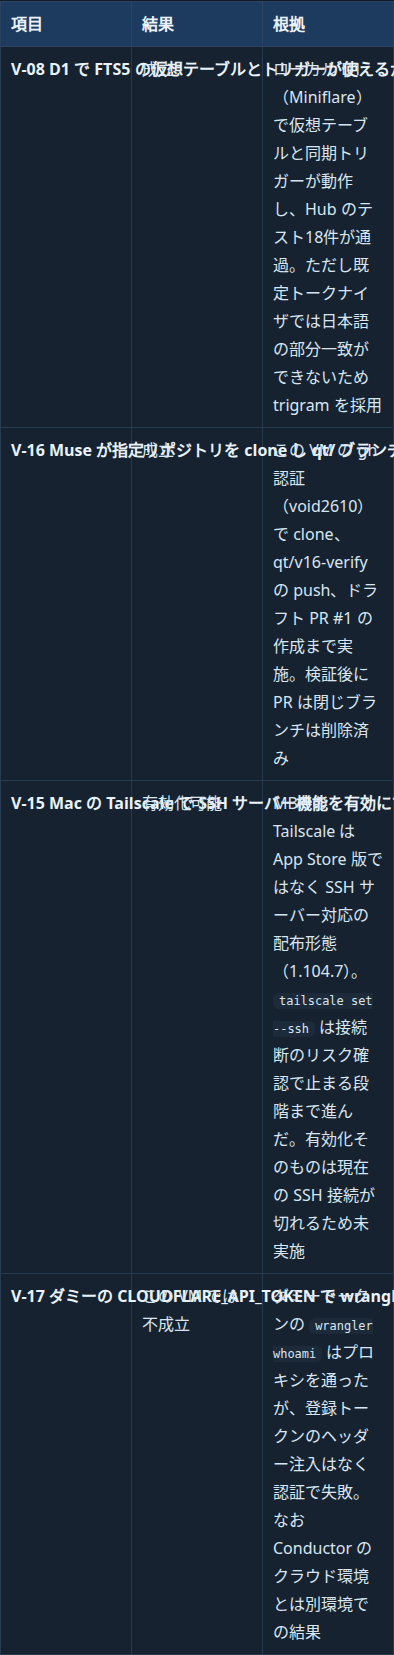 項目 結果 根拠
V-08 D1 で FTS5 の仮想テーブルとトリガーが使える
（Miniflare）
で仮想テーブ
ルと同期トリ
ガーが動作
し、Hub のテ
スト18件が通
過。ただし既
定トークナイ
ザでは日本語
の部分一致が
できないため
trigram を採用
V-16 Muse が指定リポジトリを clone し qt/ ブランチ
認証
（void2610）
で clone、
qt/v16-verify
の push、ドラ
フト PR #1 の
作成まで実
施。検証後に
PR は閉じブラ
ンチは削除済
み
V-15 Mac の Tailscale で SSH サーバー機能を有効に
有効化可能
Tailscale は
App Store 版で
はなく SSH サ
ーバー対応の
配布形態
（1.104.7）。
tailscale set
--ssh は接続
断のリスク確
認で止まる段
階まで進ん
だ。有効化そ
のものは現在
の SSH 接続が
切れるため未
実施
V-17 ダミーの CLOUDFLARE_API_TOKEN で wrangl
不成立
ンの wrangler
whoami はプロ
キシを通った
が、登録トー
クンのヘッダ
ー注入はなく
認証で失敗。
なお
Conductor の
クラウド環境
とは別環境で
の結果